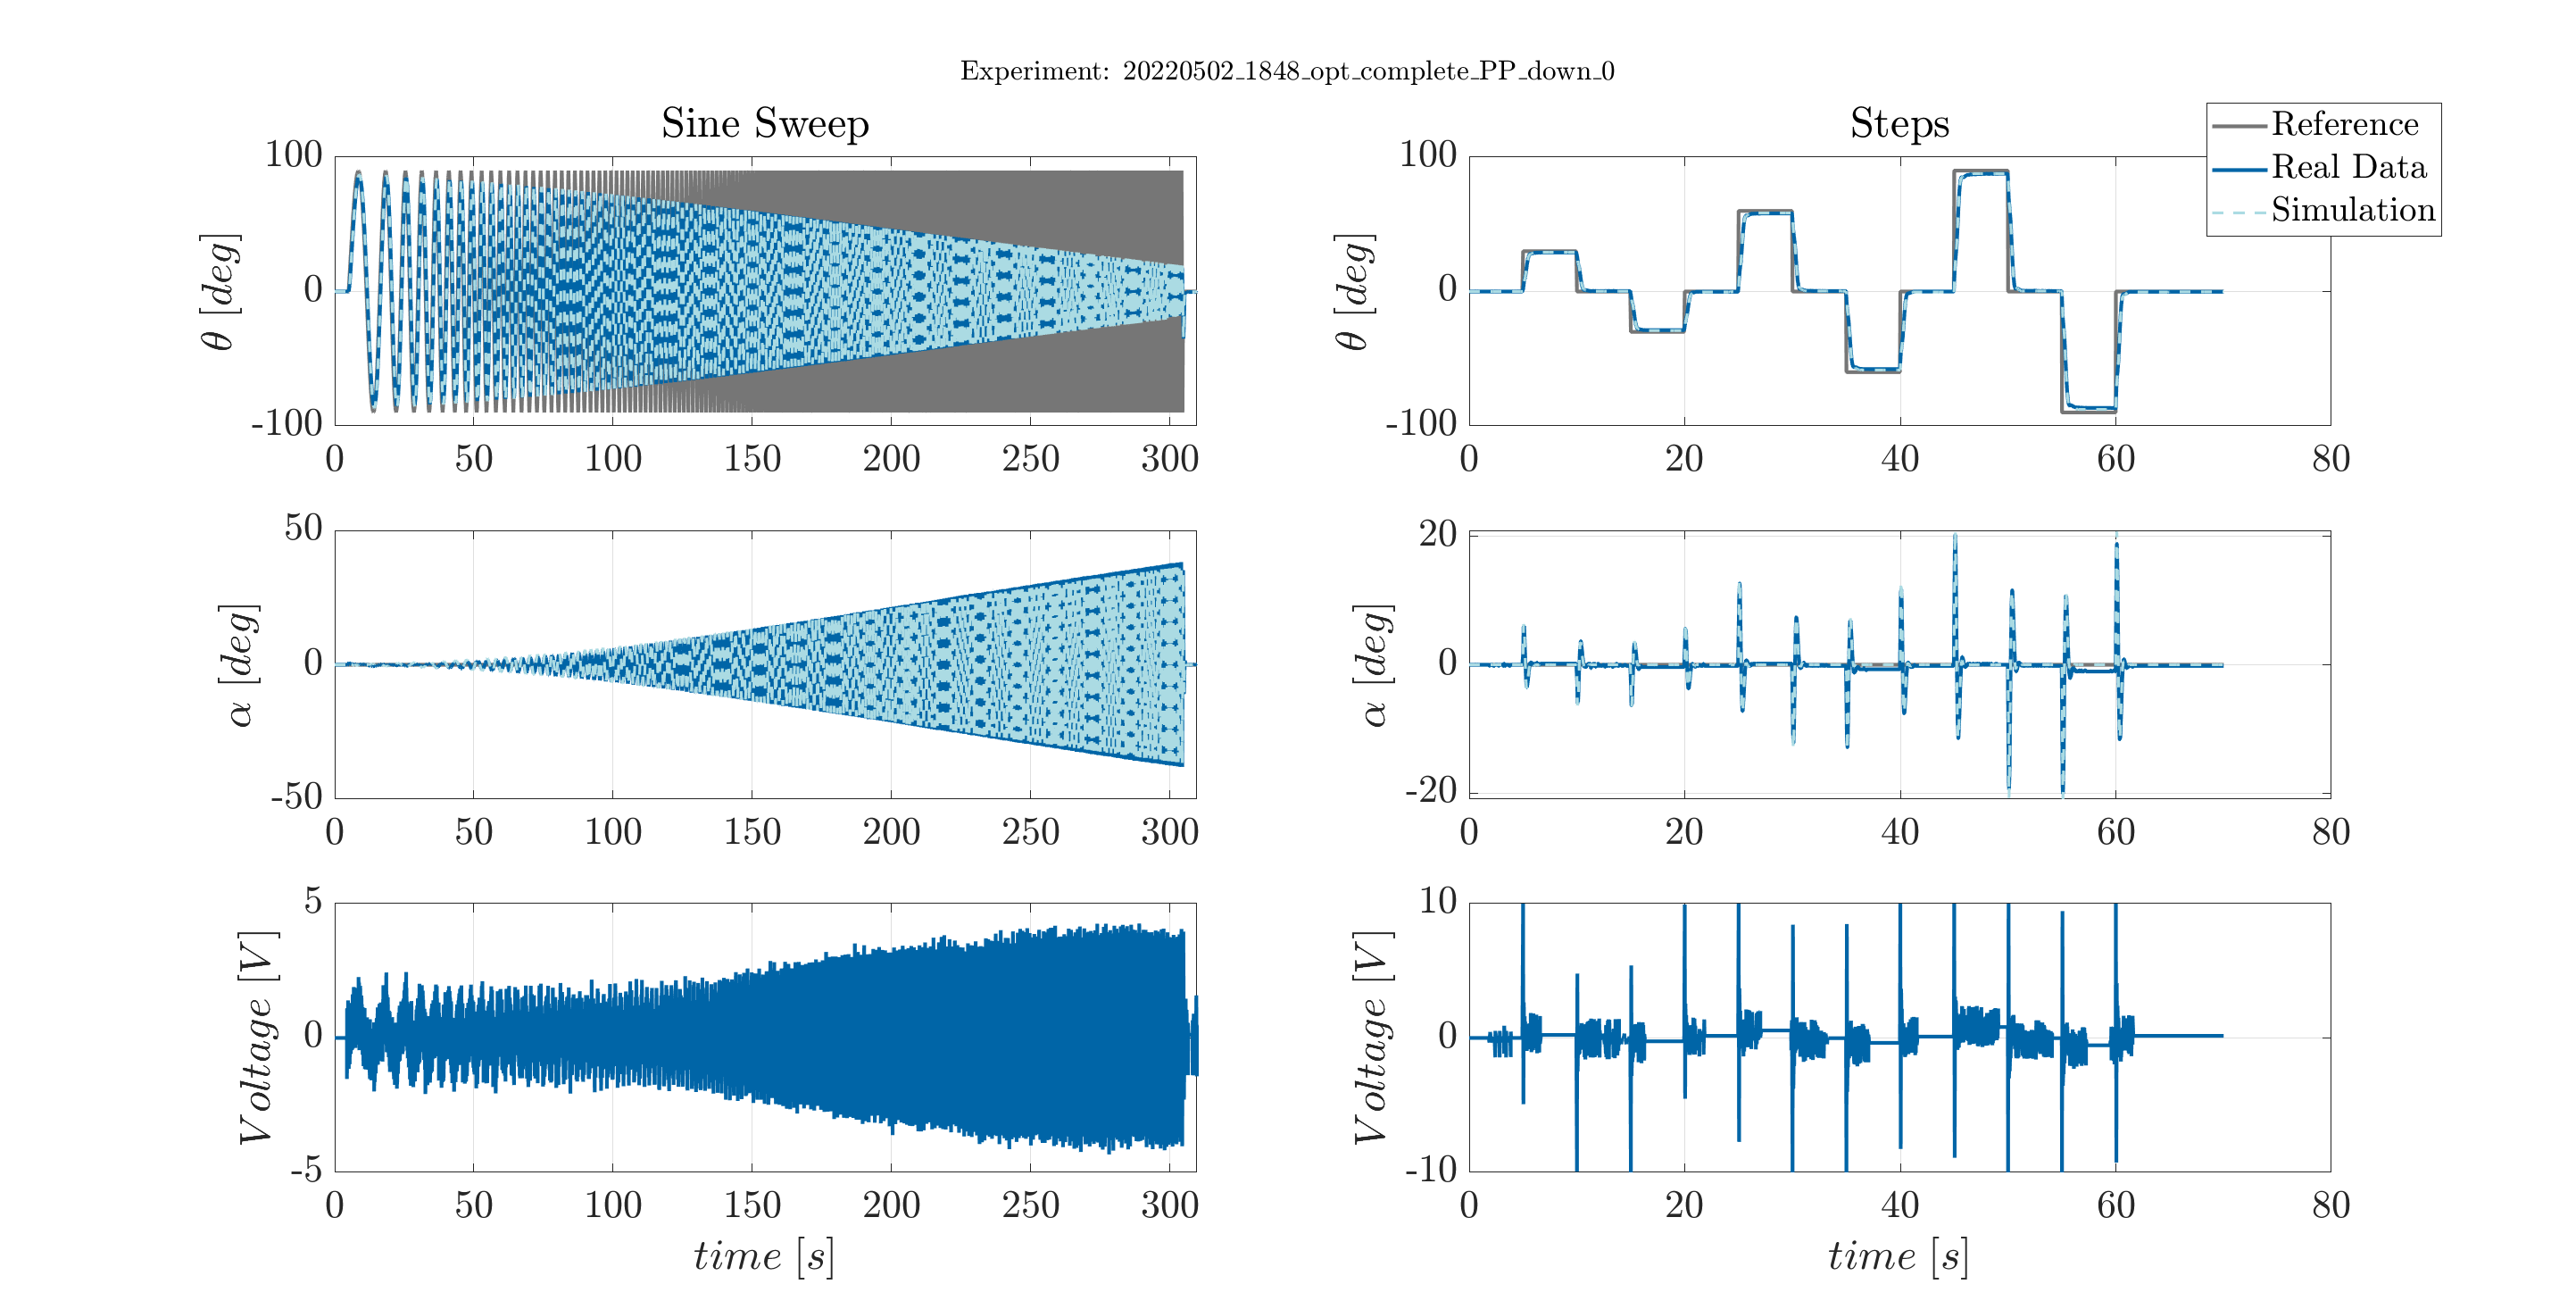 Experiment: 20220502_1848_opt_complete_PP_down_0
Sine Sweep
100
0
-100
θ [deg]
0 50 100 150 200 250 300
50
0
-50
α [deg]
0 50 100 150 200 250 300
5
0
-5
Voltage [V]
0 50 100 150 200 250 300
time [s]
Steps
Reference
Real Data
Simulation
100
0
-100
θ [deg]
0 20 40 60 80
20
0
-20
α [deg]
0 20 40 60 80
10
0
-10
Voltage [V]
0 20 40 60 80
time [s]